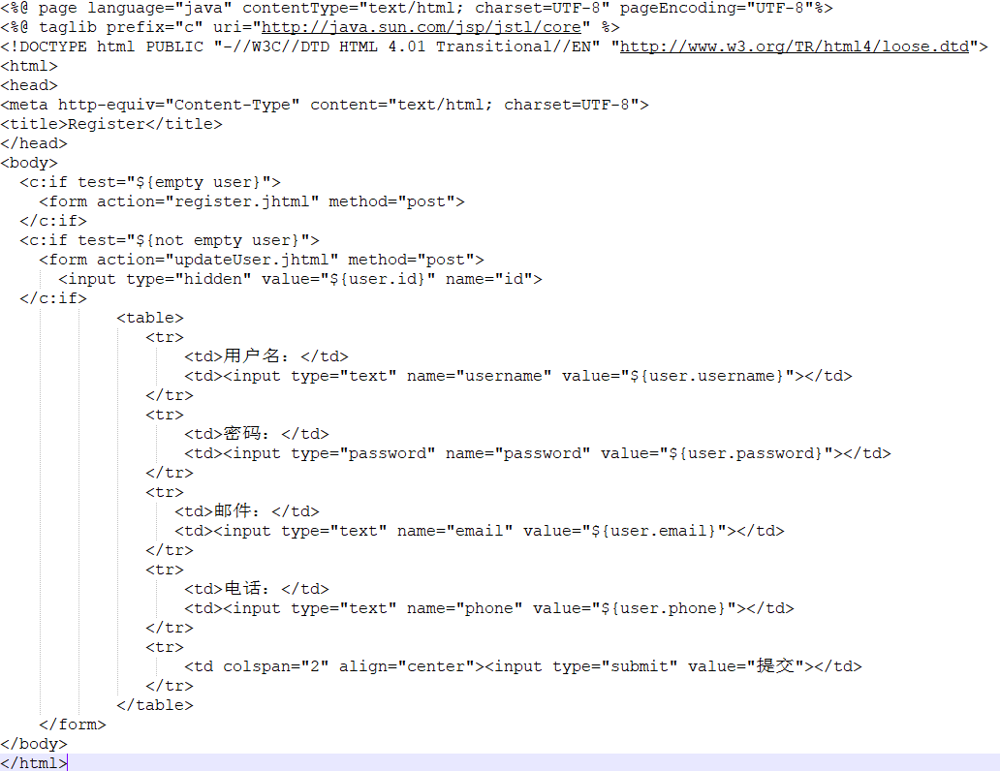 <%@ page language="java" contentType="text/html; charset=UTF-8" pageEncoding="UTF-8"%>
<%@ taglib prefix="c" uri="http://java.sun.com/jsp/jstl/core" %>
<!DOCTYPE html PUBLIC "-//W3C//DTD HTML 4.01 Transitional//EN" "http://www.w3.org/TR/html4/loose.dtd">
<html>
<head>
<meta http-equiv="Content-Type" content="text/html; charset=UTF-8">
<title>Register</title>
</head>
<body>
  <c:if test="${empty user}">
    <form action="register.jhtml" method="post">
  </c:if>
  <c:if test="${not empty user}">
    <form action="updateUser.jhtml" method="post">
      <input type="hidden" value="${user.id}" name="id">
  </c:if>
            <table>
               <tr>
                   <td>用户名：</td>
                   <td><input type="text" name="username" value="${user.username}"></td>
               </tr>
               <tr>
                   <td>密码：</td>
                   <td><input type="password" name="password" value="${user.password}"></td>
               </tr>
               <tr>
                  <td>邮件：</td>
                  <td><input type="text" name="email" value="${user.email}"></td>
               </tr>
               <tr>
                   <td>电话：</td>
                   <td><input type="text" name="phone" value="${user.phone}"></td>
               </tr>
               <tr>
                   <td colspan="2" align="center"><input type="submit" value="提交"></td>
               </tr>
            </table>
    </form>
</body>
</html>